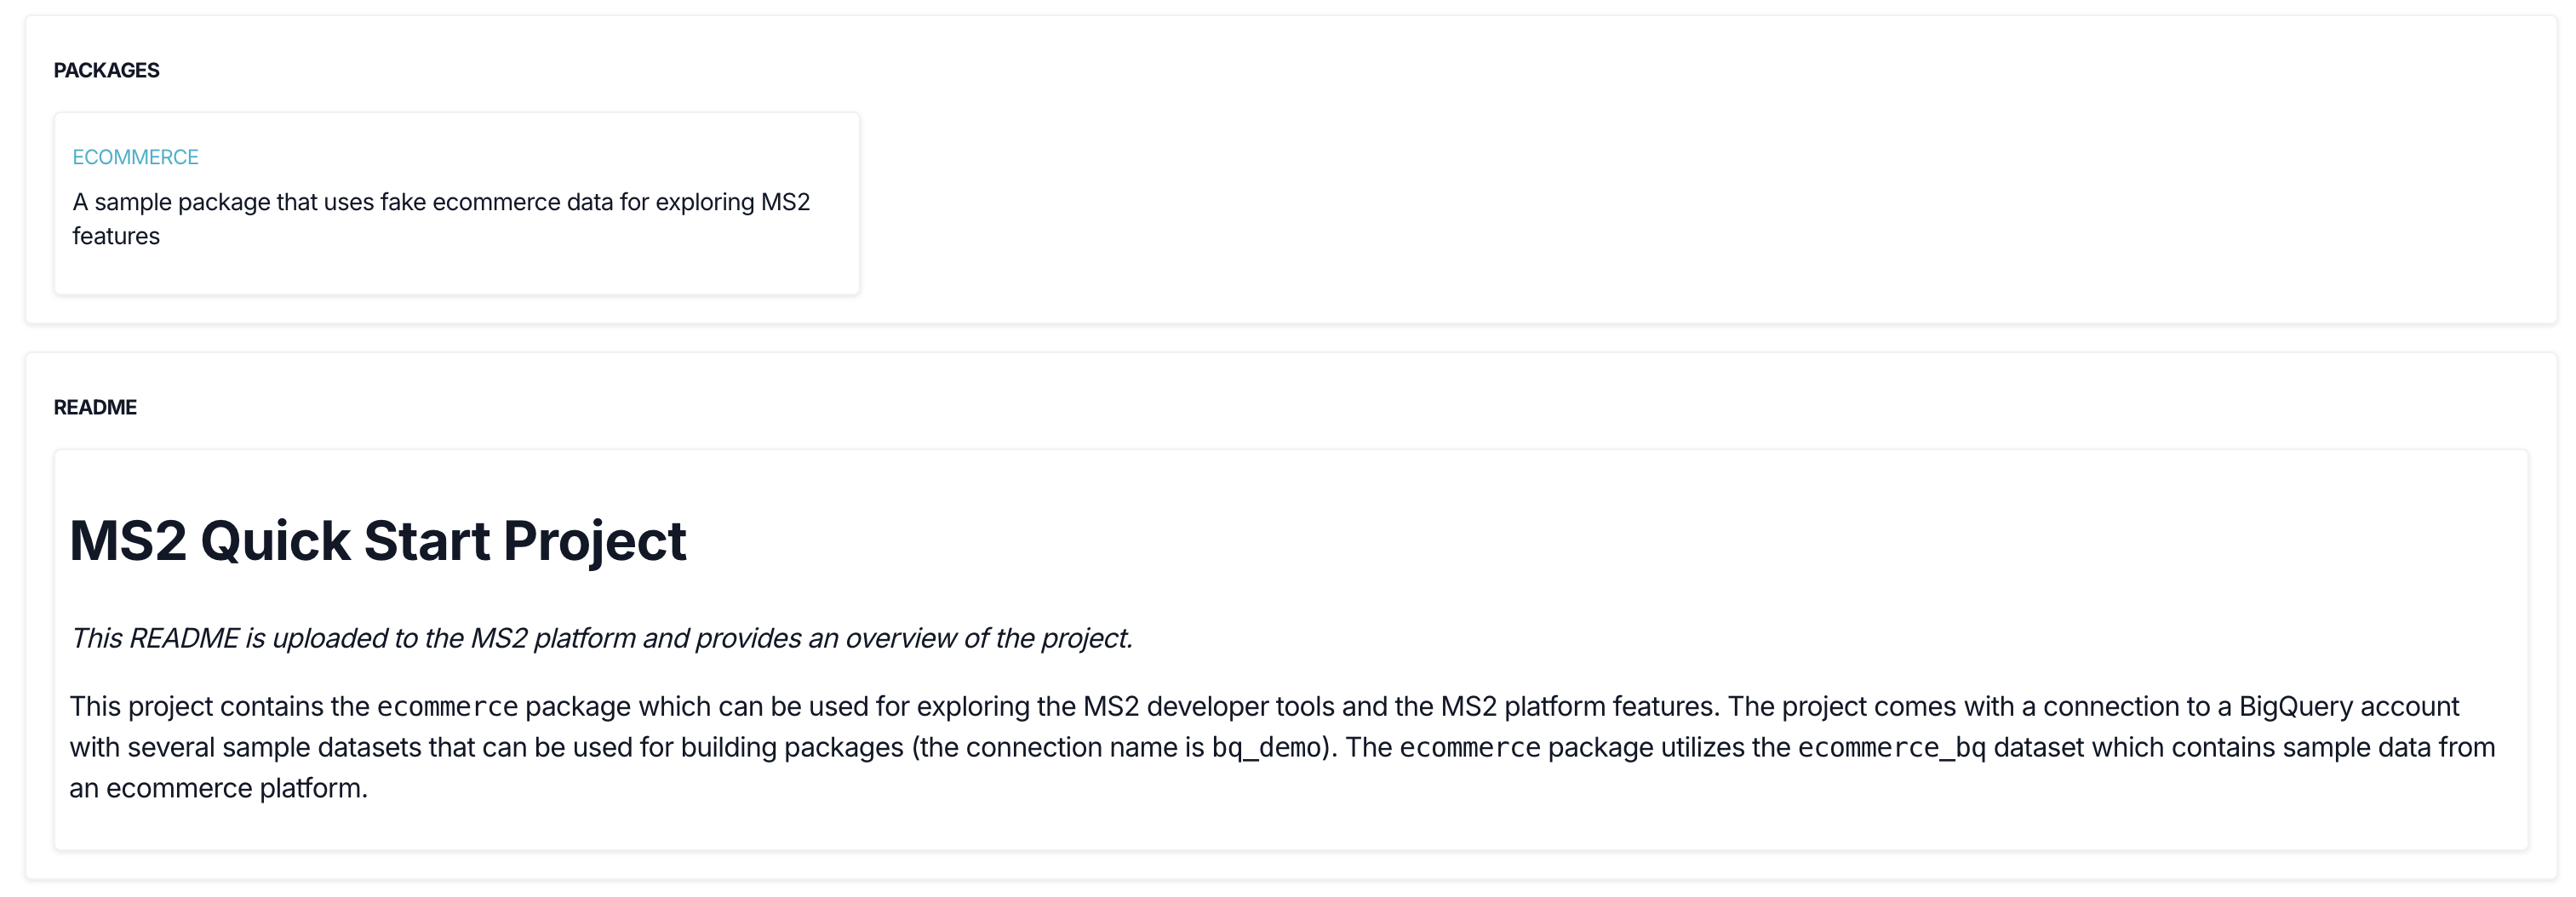 PACKAGES
ECOMMERCE
A sample package that uses fake ecommerce data for exploring MS2
features
README
MS2 Quick Start Project
This README is uploaded to the MS2 platform and provides an overview of the project.
This project contains the ecommerce package which can be used for exploring the MS2 developer tools and the MS2 platform features. The project comes with a connection to a BigQuery account
with several sample datasets that can be used for building packages (the connection name is bq_demo). The ecommerce package utilizes the ecommerce_bq dataset which contains sample data from
an ecommerce platform.